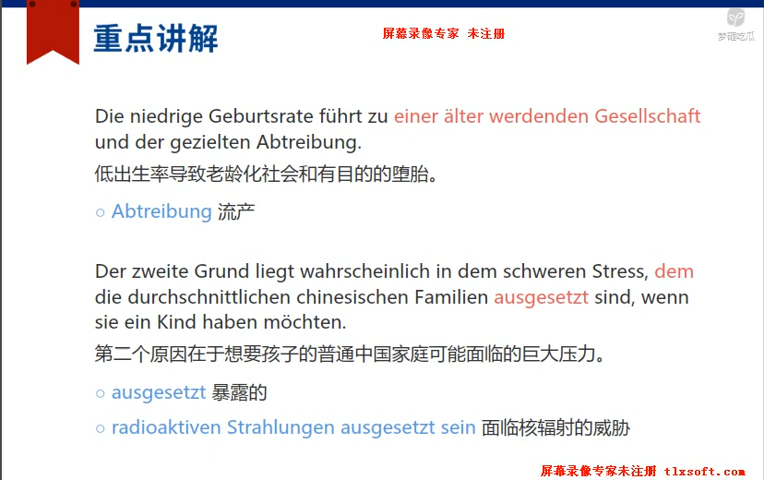 重点讲解
屏幕录像专家 未注册
梦砸吃瓜
Die niedrige Geburtsrate führt zu einer älter werdenden Gesellschaft
und der gezielten Abtreibung.
低出生率导致老龄化社会和有目的的堕胎。
○ Abtreibung 流产
Der zweite Grund liegt wahrscheinlich in dem schweren Stress, dem
die durchschnittlichen chinesischen Familien ausgesetzt sind, wenn
sie ein Kind haben möchten.
第二个原因在于想要孩子的普通中国家庭可能面临的巨大压力。
○ ausgesetzt 暴露的
○ radioaktiven Strahlungen ausgesetzt sein 面临核辐射的威胁
屏幕录像专家未注册 tlxsoft.com